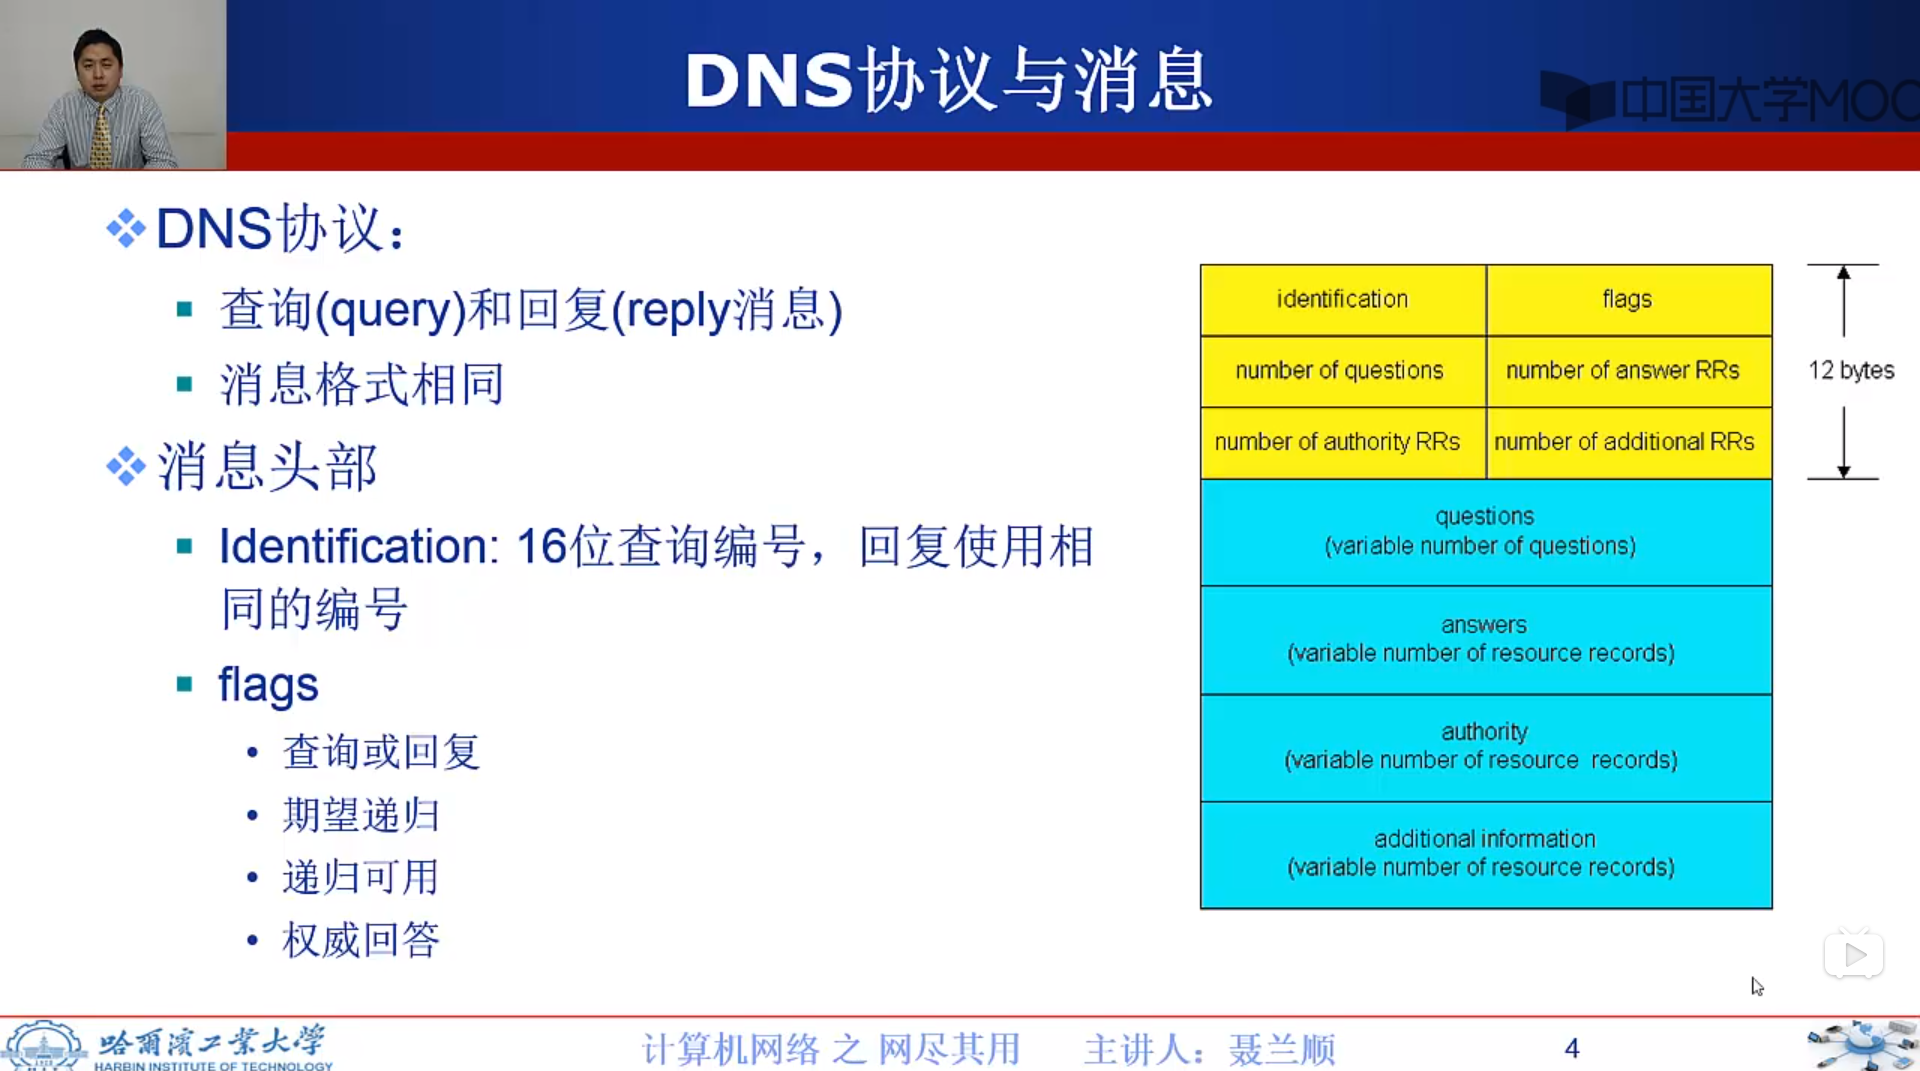 DNS协议与消息
中国大学MOO
DNS协议：
查询(query)和回复(reply消息)
消息格式相同
消息头部
Identification: 16位查询编号，回复使用相
同的编号
flags
查询或回复
期望递归
递归可用
权威回答
identification
flags
number of questions
number of answer RRs
number of authority RRs
number of additional RRs
12 bytes
questions
(variable number of questions)
answers
(variable number of resource records)
authority
(variable number of resource records)
additional information
(variable number of resource records)
哈尔滨工业大学
HARBIN INSTITUTE OF TECHNOLOGY
计算机网络 之 网尽其用
主讲人：聂兰顺
4